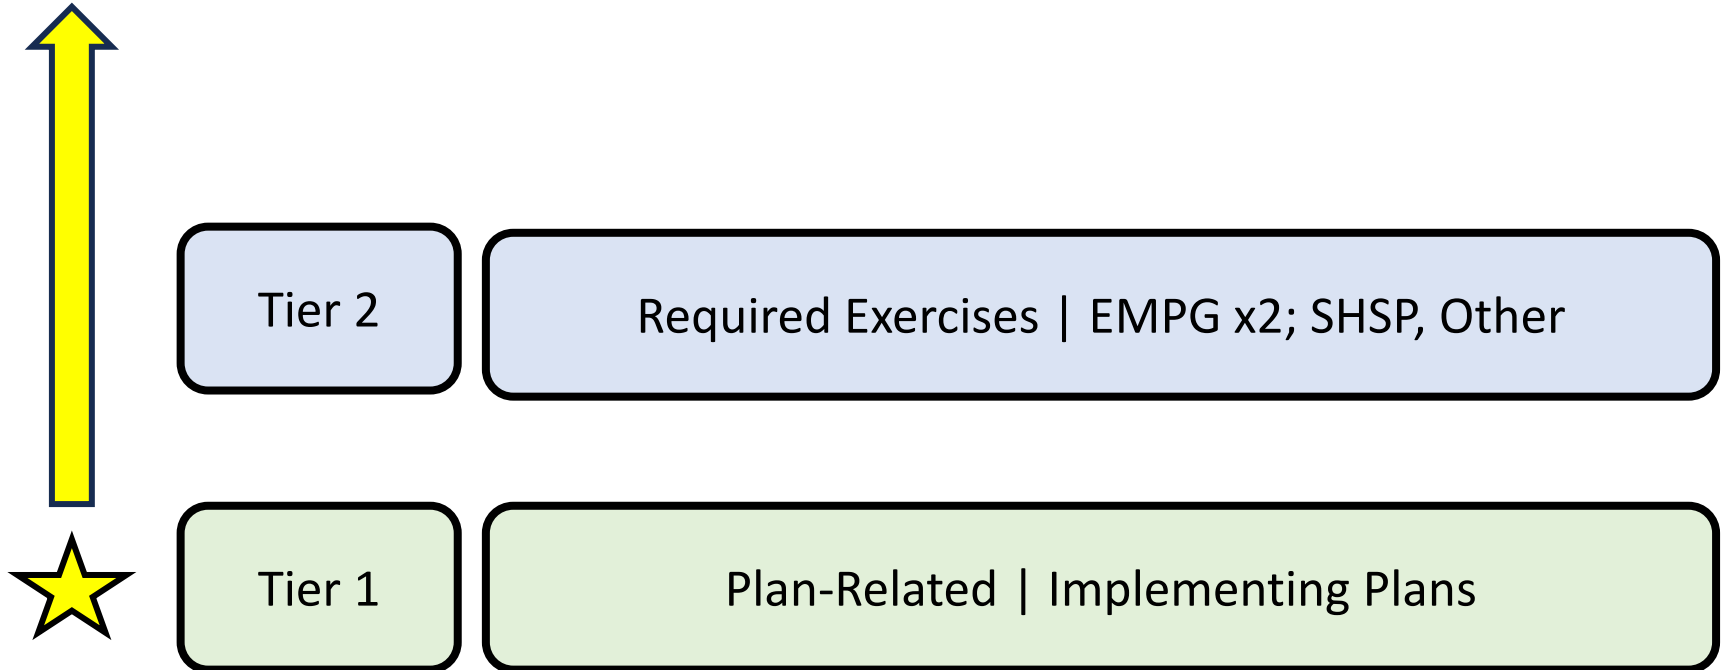 Tier 2
Required Exercises | EMPG x2; SHSP, Other
Tier 1
Plan-Related | Implementing Plans